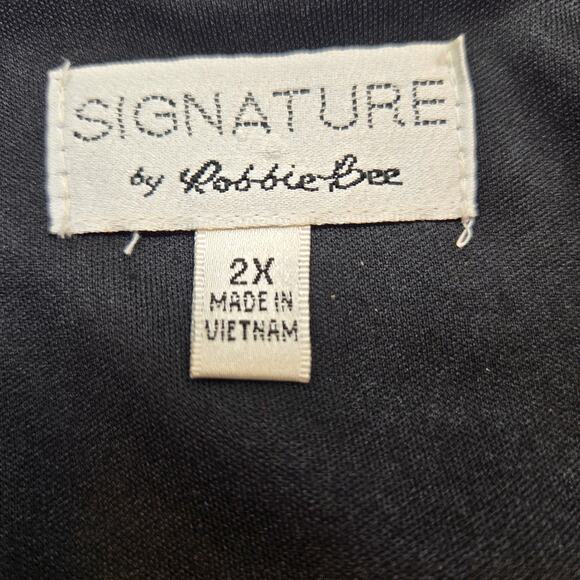 SIGNATURE
by Robbie Bee
2X
MADE IN
VIETNAM